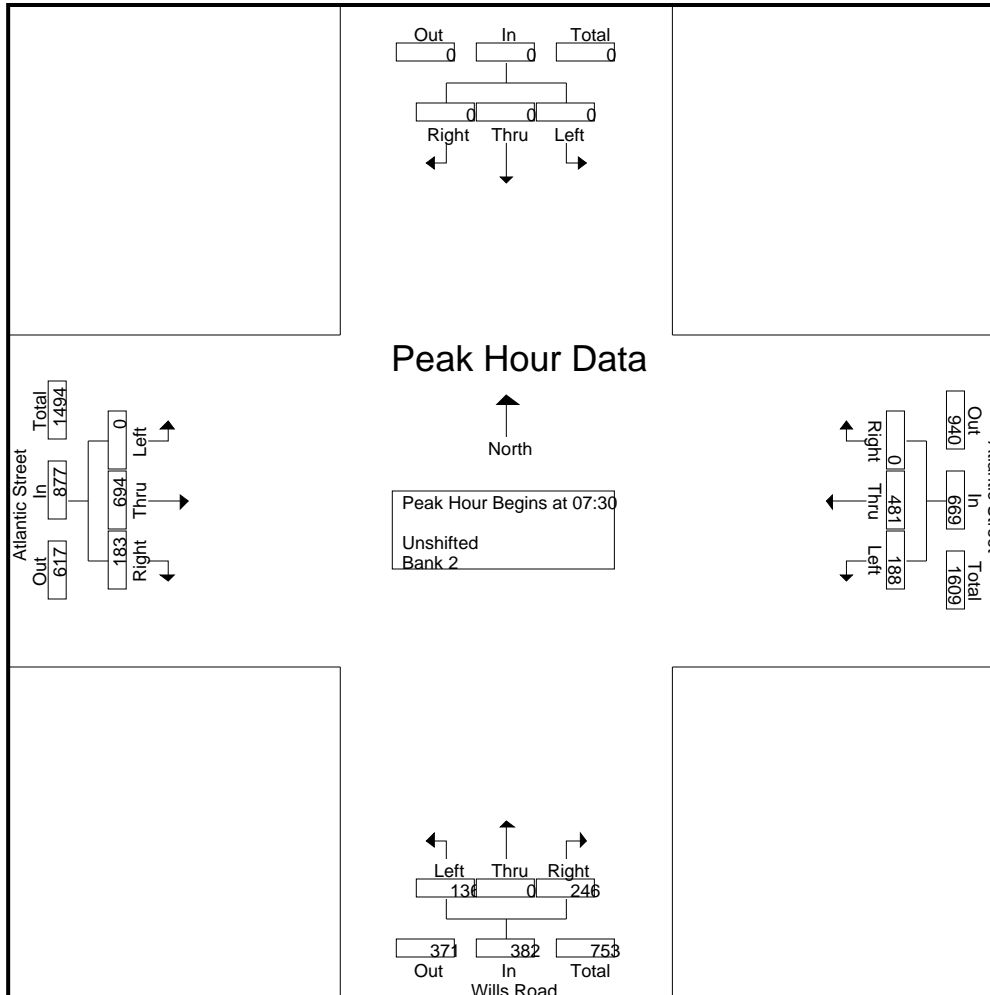 Out In Total
0 0 0
0 0 0
Right Thru Left
Peak Hour Data
North
Peak Hour Begins at 07:30
Unshifted
Bank 2
Atlantic Street
Total In Out
1494 877 617
0 694 183
Left Thru Right
Right Thru Left
0 481 188
940 669 1609
Out In Total
Left Thru Right
136 0 246
371 382 753
Out In Total
Wills Road